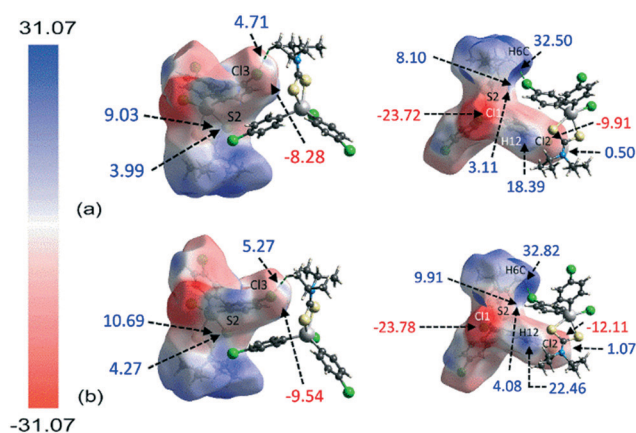 31.07
4.71
Cl3
S2
9.03
3.99
-8.28
(a)
H6C
32.50
8.10
S2
-23.72
Cl1
-9.91
H12
Cl2
0.50
3.11
18.39
5.27
Cl3
S2
10.69
4.27
-9.54
(b)
-31.07
H6C
32.82
9.91
S2
-23.78
Cl1
-12.11
H12
Cl2
1.07
4.08
22.46